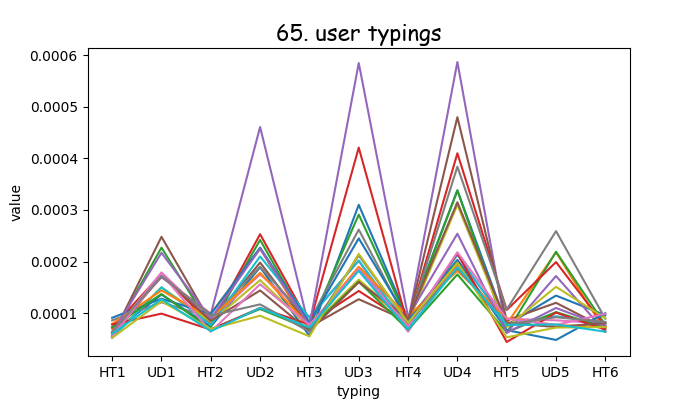 65. user typings
0.0006
0.0005
0.0004
0.0003
0.0002
0.0001
value
HT1 UD1 HT2 UD2 HT3 UD3 HT4 UD4 HT5 UD5 HT6
typing